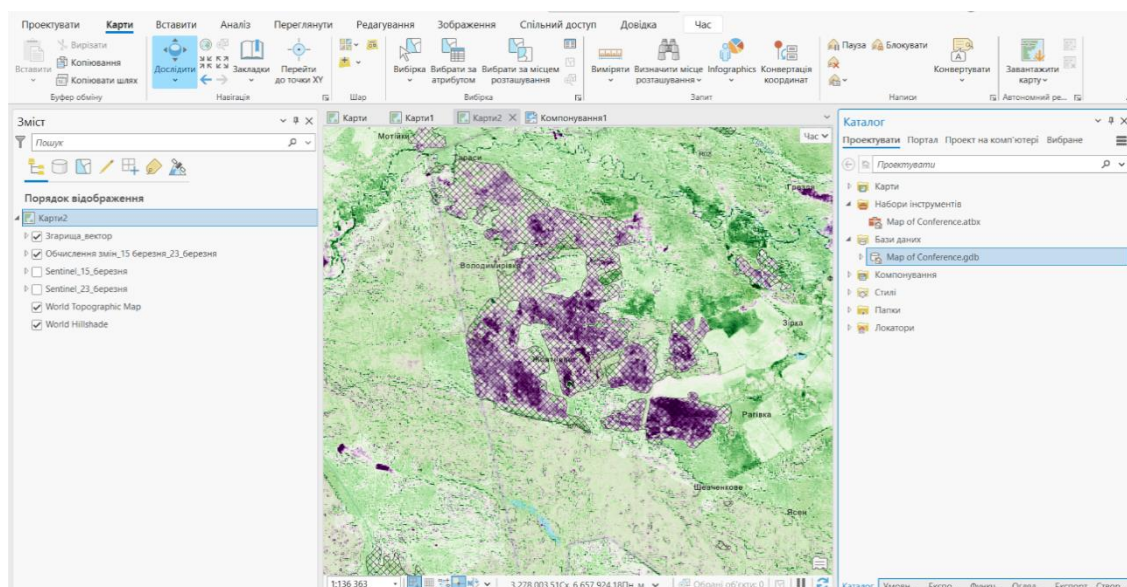 Проектувати Карти Вставити Аналіз Переглянути Редагування Зображення Спільний доступ Довідка Час
Вставити
Вирізати
Копіювання
Копіювати шлях
Буфер обміну
Дослідити
Закладки
Перейти до точки XY
Навігація
Шар
Вибірка
Вибрати за атрибутом
Вибрати за місцем розташування
Вибірка
Виміряти
Визначити місце розташування
Infographics
Конвертація координат
Запит
Пауза
Блокувати
Конвертувати
Написи
Завантажити карту
Автономний ре...
Зміст
Пошук
Порядок відображення
Карти2
Згарища_вектор
Обчислення змін_15 березня_23_березня
Sentinel_15_березня
Sentinel_23_березня
World Topographic Map
World Hillshade
Карти Карти1 Карти2 Компонування1
Час
Мотійки
Тараси
Володимирівка
Зірка
Рагівка
Шевченкове
Ясен
1:136 363
3 228 003,51Сх 6 657 924,18Пн м
Обрані об'єкти: 0
Каталог
Проектувати Портал Проект на комп'ютері Вибране
Проектувати
Карти
Набори інструментів
Map of Conference.atbx
Бази даних
Map of Conference.gdb
Компонування
Стилі
Папки
Локатори